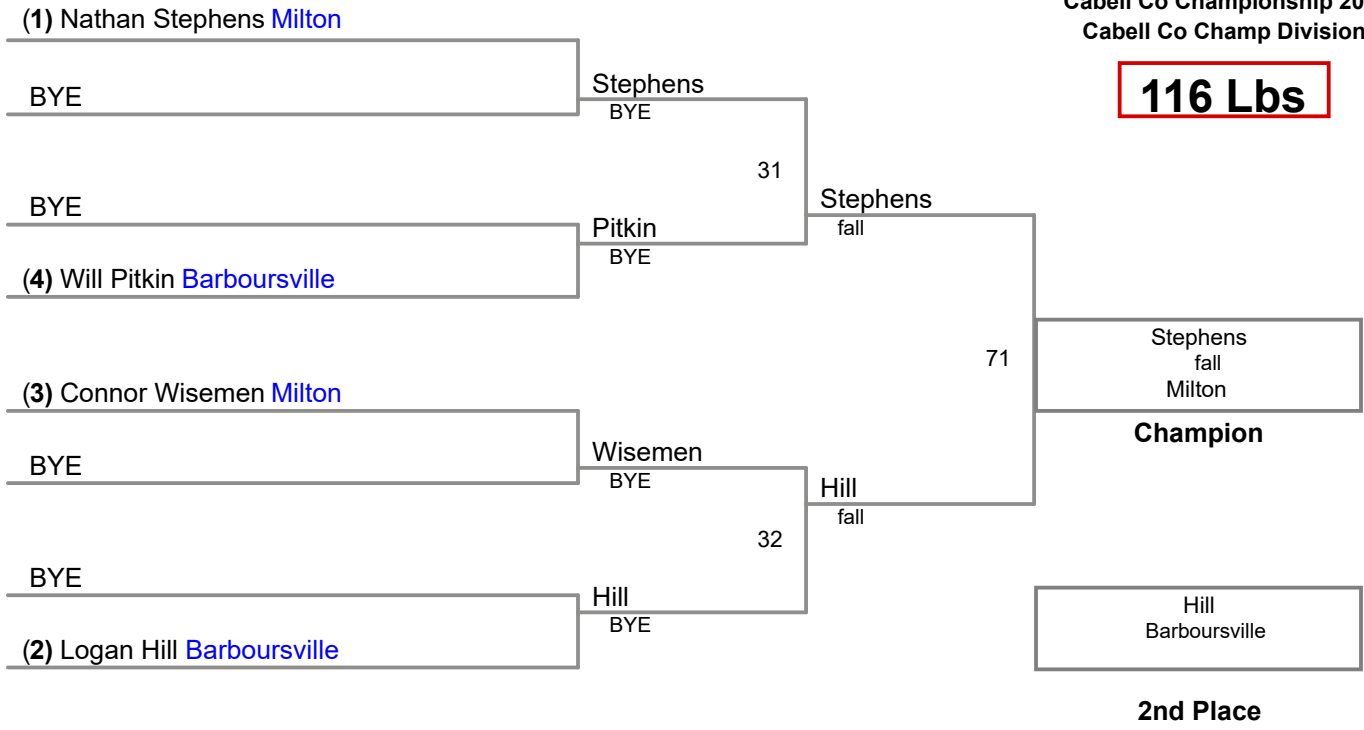 Cabell Co Championship 20
Cabell Co Champ Division
116 Lbs
(1) Nathan Stephens Milton
BYE
Stephens
BYE
31
BYE
Pitkin
BYE
(4) Will Pitkin Barboursville
Stephens
fall
71
(3) Connor Wisemen Milton
BYE
Wisemen
BYE
32
BYE
Hill
BYE
(2) Logan Hill Barboursville
Hill
fall
Stephens
fall
Milton
Champion
Hill
Barboursville
2nd Place